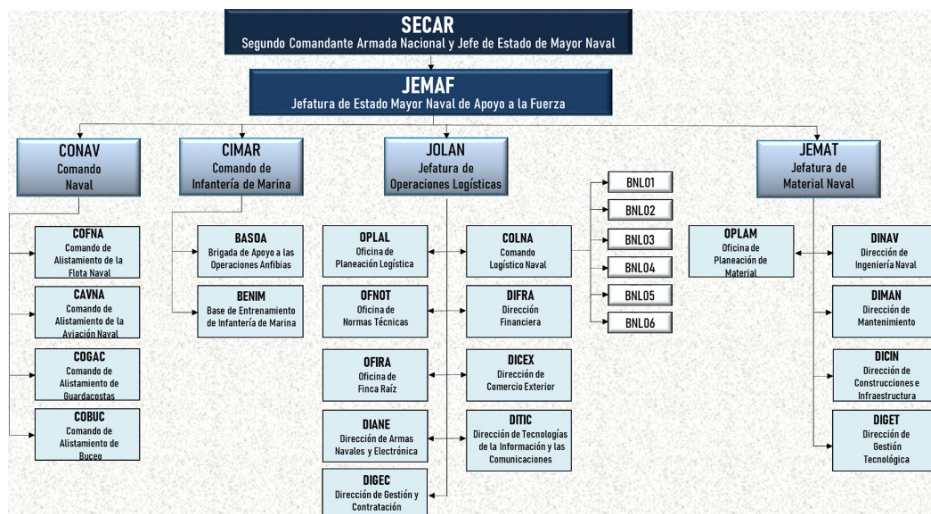 SECAR
Segundo Comandante Armada Nacional y Jefe de Estado de Mayor Naval
JEMAF
Jefatura de Estado Mayor Naval de Apoyo a la Fuerza
CONAV
Comando
Naval
CIMAR
Comando de
Infantería de Marina
JOLAN
Jefatura de
Operaciones Logísticas
JEMAT
Jefatura de
Material Naval
COFNA
Comando de
Alistamiento de la
Flota Naval
CAVNA
Comando de
Alistamiento de la
Aviación Naval
COGAC
Comando de
Alistamiento de
Guardacostas
COBUC
Comando de
Alistamiento de
Buceo
BASOA
Brigada de Apoyo a las
Operaciones Anfibias
BENIM
Base de Entrenamiento
de Infantería de Marina
OPLAL
Oficina de
Planeación Logística
OFNOT
Oficina de
Normas Técnicas
OFIRA
Oficina de
Finca Raíz
DIANE
Dirección de Armas
Navales y Electrónica
DIGEC
Dirección de Gestión y
Contratación
COLNA
Comando
Logístico Naval
DIFRA
Dirección
Financiera
DICEX
Dirección de
Comercio Exterior
DITIC
Dirección de Tecnologías
de la Información y las
Comunicaciones
BNL01
BNL02
BNL03
BNL04
BNL05
BNL06
OPLAM
Oficina de
Planeación de
Material
DINAV
Dirección de
Ingeniería Naval
DIMAN
Dirección de
Mantenimiento
DICIN
Dirección de
Construcciones e
Infraestructura
DIGET
Dirección de
Gestión
Tecnológica